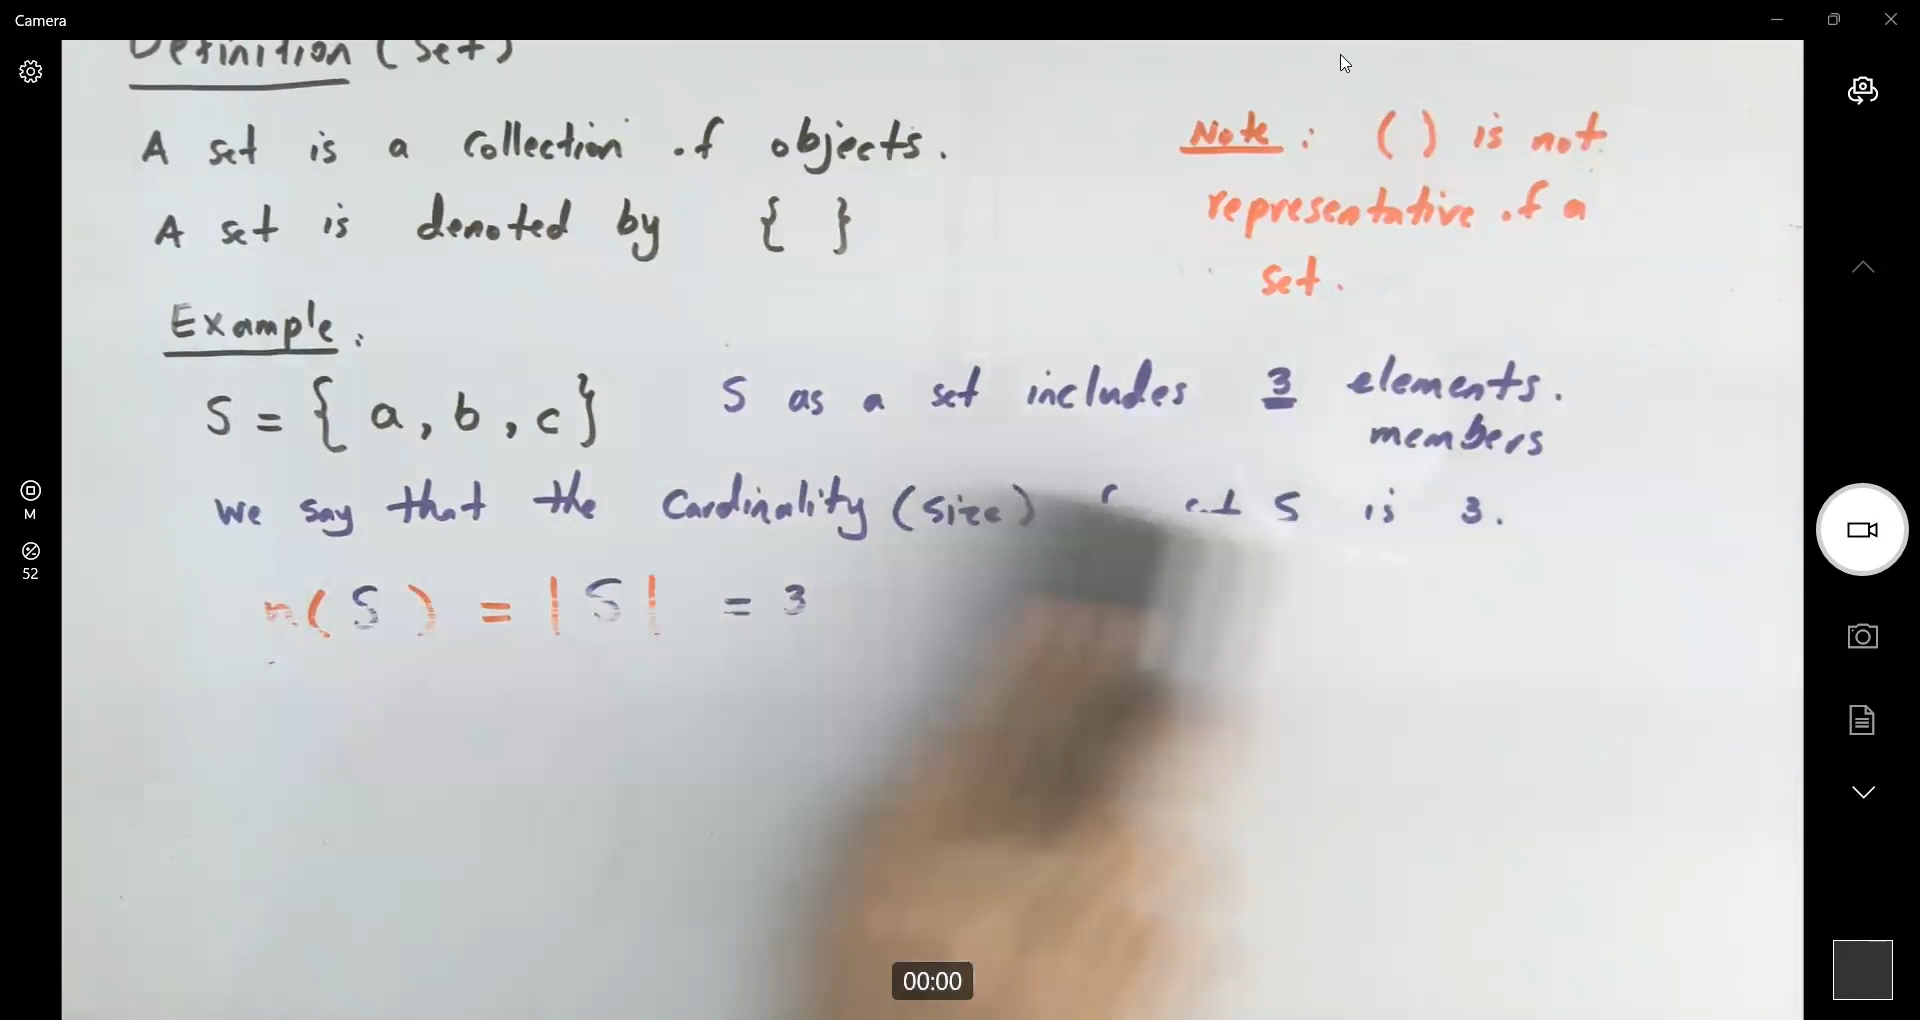 Camera
Definition (Set)
A set is a collection of objects.
A set is denoted by { }
Note : ( ) is not
representative of a
set.
Example :
S = { a , b , c }
S as a set includes 3 elements.
members
we say that the Cardinality (size) S is 3.
n( S ) = | S | = 3
M
52
00:00